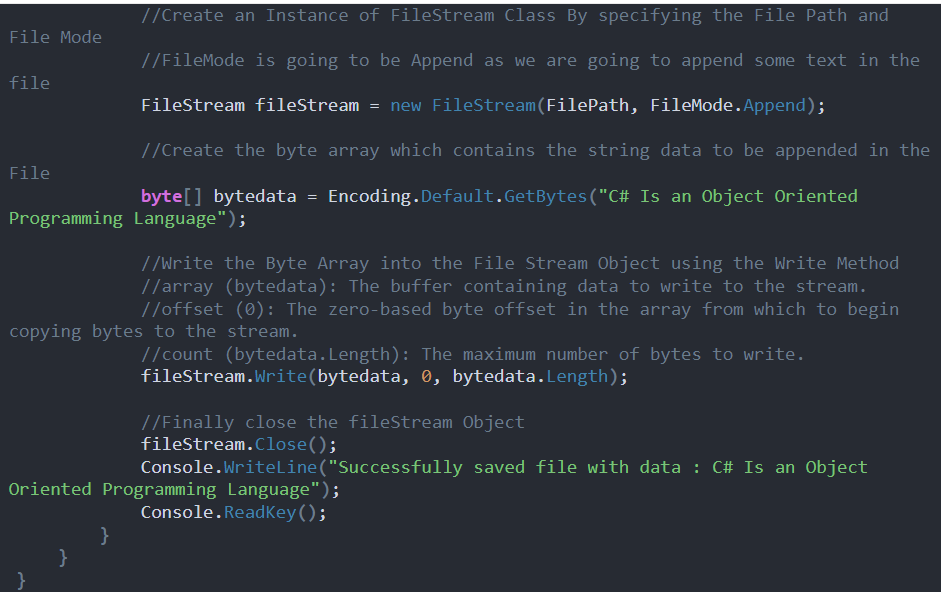 //Create an Instance of FileStream Class By specifying the File Path and
File Mode
//FileMode is going to be Append as we are going to append some text in the
file
FileStream fileStream = new FileStream(FilePath, FileMode.Append);
//Create the byte array which contains the string data to be appended in the
File
byte[] bytedata = Encoding.Default.GetBytes("C# Is an Object Oriented
Programming Language");
//Write the Byte Array into the File Stream Object using the Write Method
//array (bytedata): The buffer containing data to write to the stream.
//offset (0): The zero-based byte offset in the array from which to begin
copying bytes to the stream.
//count (bytedata.Length): The maximum number of bytes to write.
fileStream.Write(bytedata, 0, bytedata.Length);
//Finally close the fileStream Object
fileStream.Close();
Console.WriteLine("Successfully saved file with data : C# Is an Object
Oriented Programming Language");
Console.ReadKey();
}
}
}